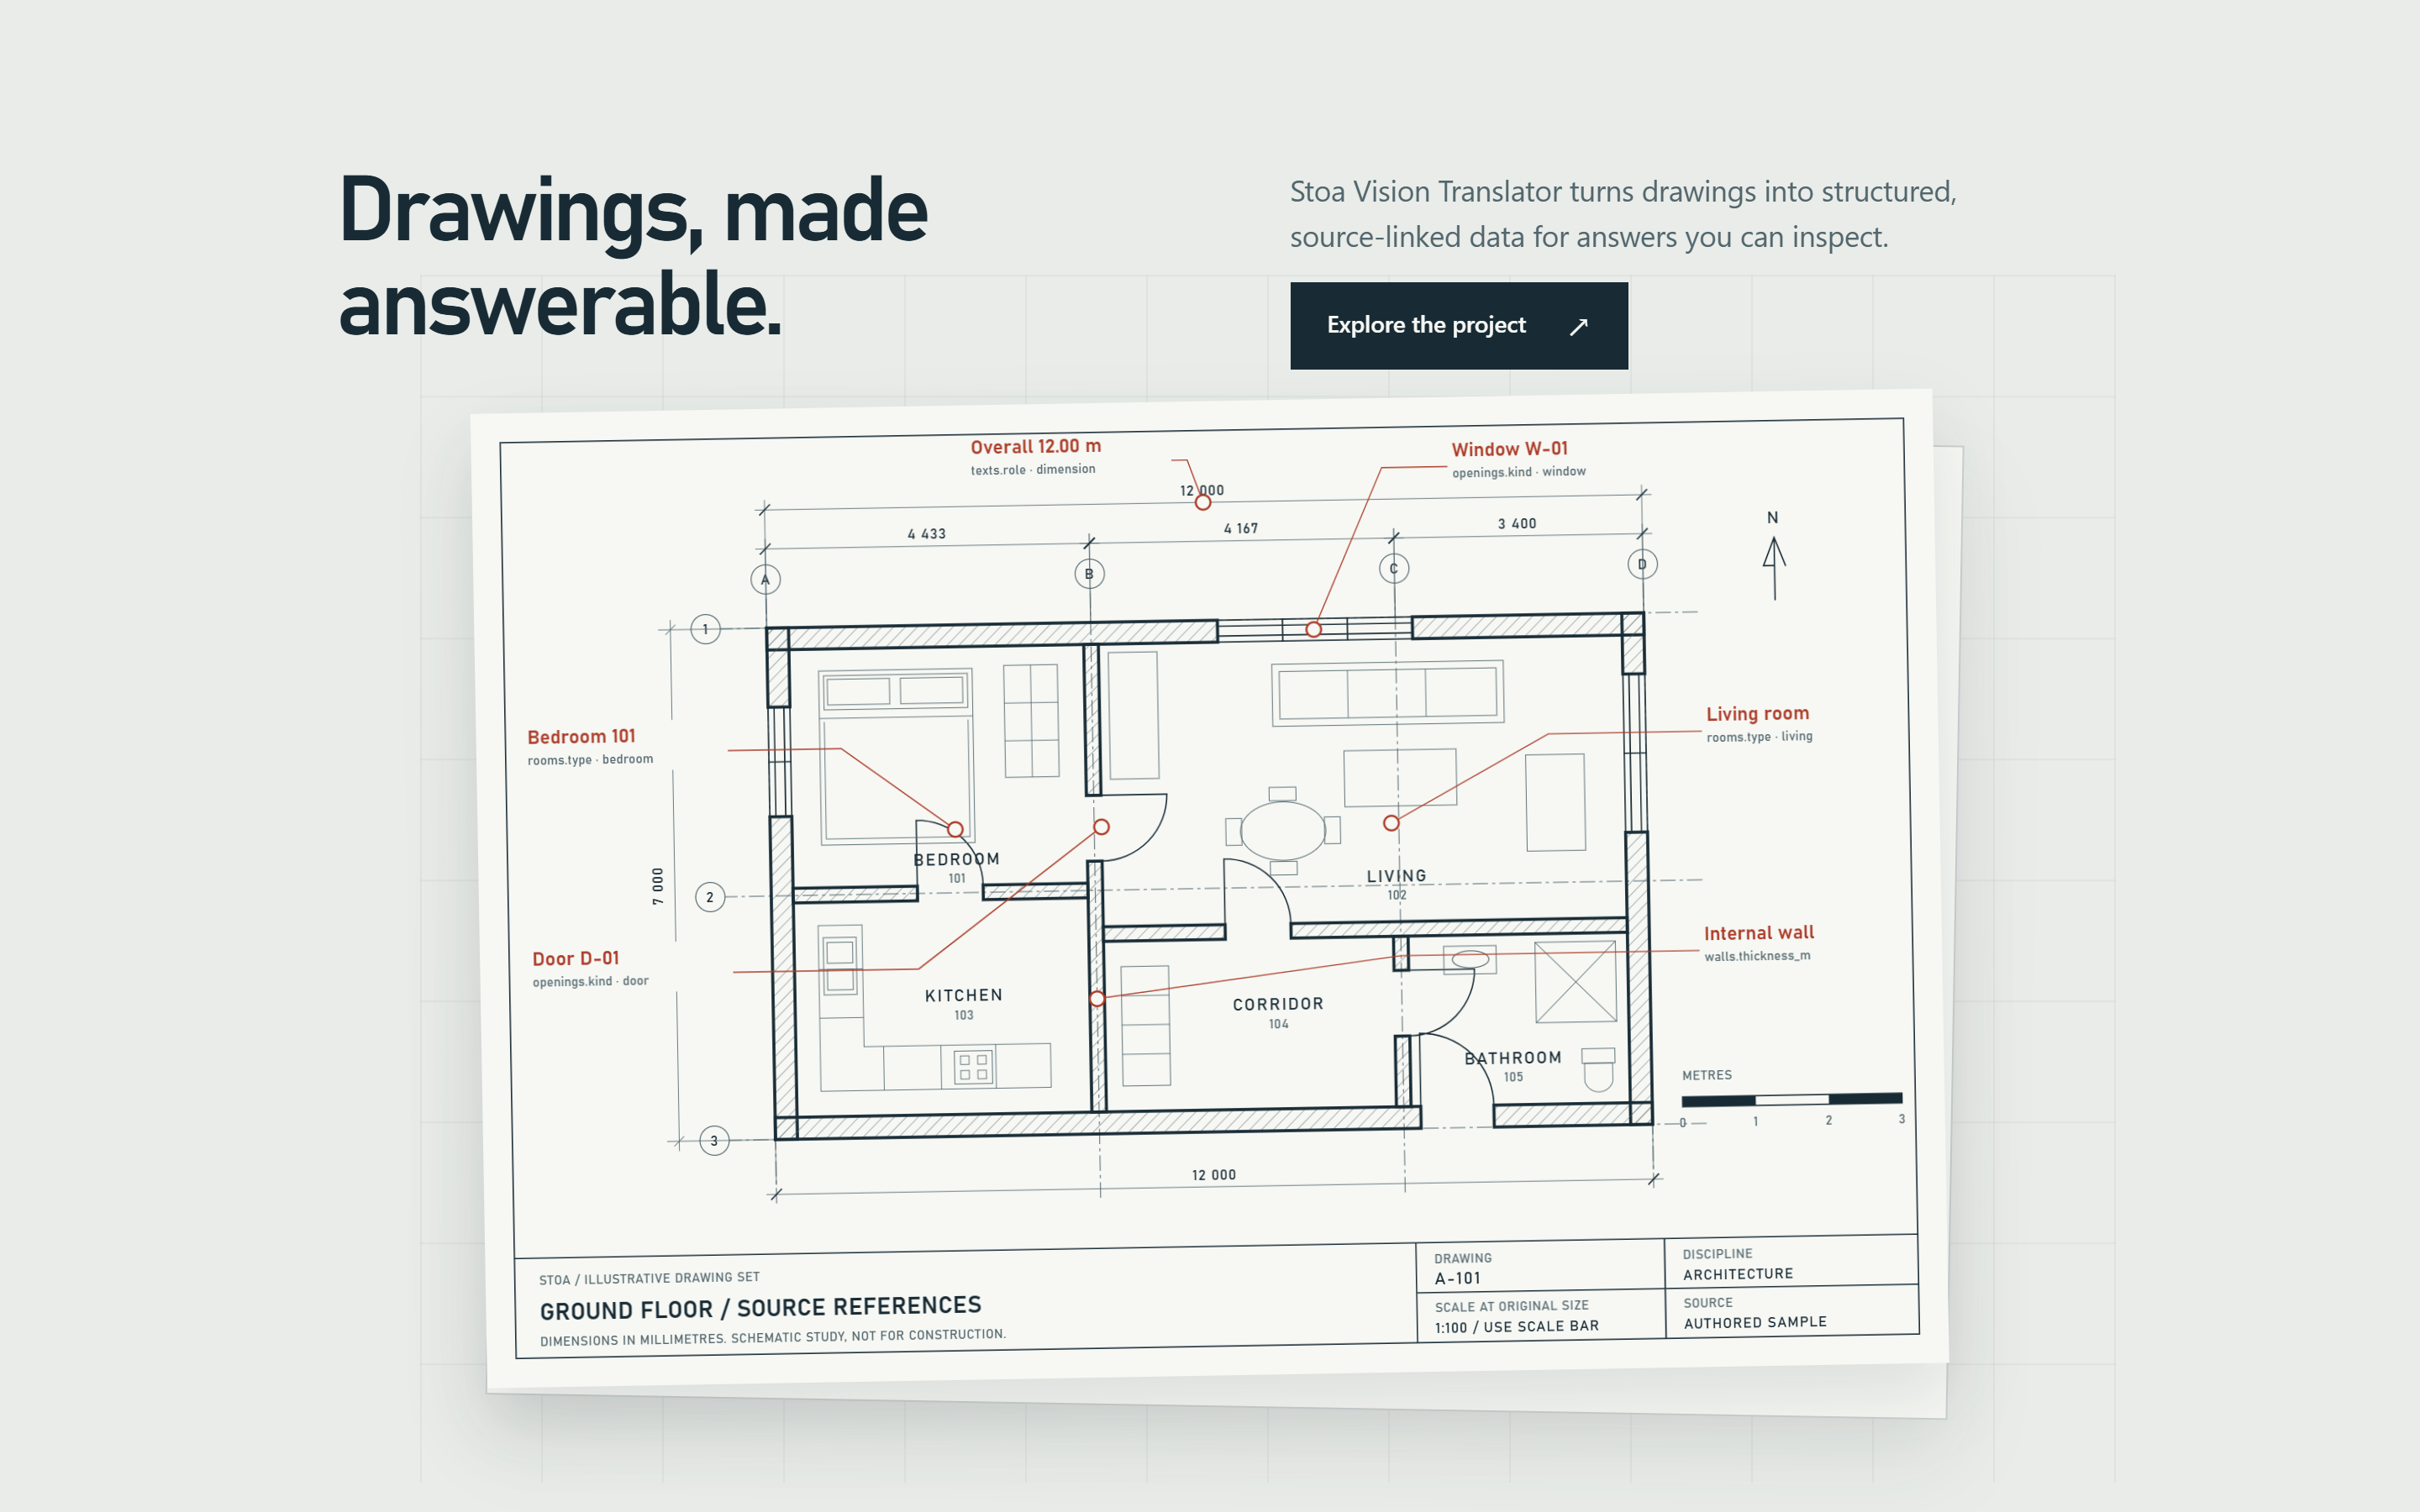 Drawings, made
answerable.
Stoa Vision Translator turns drawings into structured,
source-linked data for answers you can inspect.
Explore the project ↗
Overall 12.00 m
texts.role · dimension
Window W-01
openings.kind · window
12 000
4 433
4 167
3 400
N
A
B
C
D
1
Bedroom 101
rooms.type · bedroom
Living room
rooms.type · living
BEDROOM
101
LIVING
102
7 000
2
Door D-01
openings.kind · door
Internal wall
walls.thickness_m
KITCHEN
103
CORRIDOR
104
BATHROOM
105
METRES
0 1 2 3
3
12 000
STOA / ILLUSTRATIVE DRAWING SET
GROUND FLOOR / SOURCE REFERENCES
DIMENSIONS IN MILLIMETRES. SCHEMATIC STUDY, NOT FOR CONSTRUCTION.
DRAWING
A-101
DISCIPLINE
ARCHITECTURE
SCALE AT ORIGINAL SIZE
1:100 / USE SCALE BAR
SOURCE
AUTHORED SAMPLE